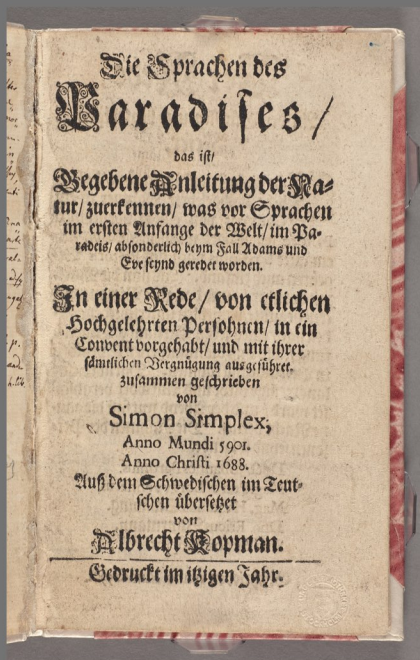 Die Sprachen des
Paradises/
das ist/
Gegebene Anleitung der Na-
tur/ zuerkennen/ was vor Sprachen
im ersten Anfange der Welt/ im Pa-
radeis/ absonderlich beym Fall Adams und
Eve seynd geredet worden.
In einer Rede/ von etlichen
Hochgelehrten Persohnen/ in ein
Convent vorgehabt/ und mit ihrer
sämtlichen Vergnügung ausgeführet,
zusammen geschrieben
von
Simon Simplex,
Anno Mundi 5901.
Anno Christi 1688.
Auß dem Schwedischen im Teut-
schen übersetzet
von
Albrecht Kopman.
Gedruckt im itzigen Jahr.